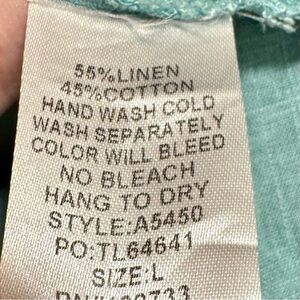 55%LINEN
45%COTTON
HAND WASH COLD
WASH SEPARATELY
COLOR WILL BLEED
NO BLEACH
HANG TO DRY
STYLE:A5450
PO:TL64641
SIZE:L